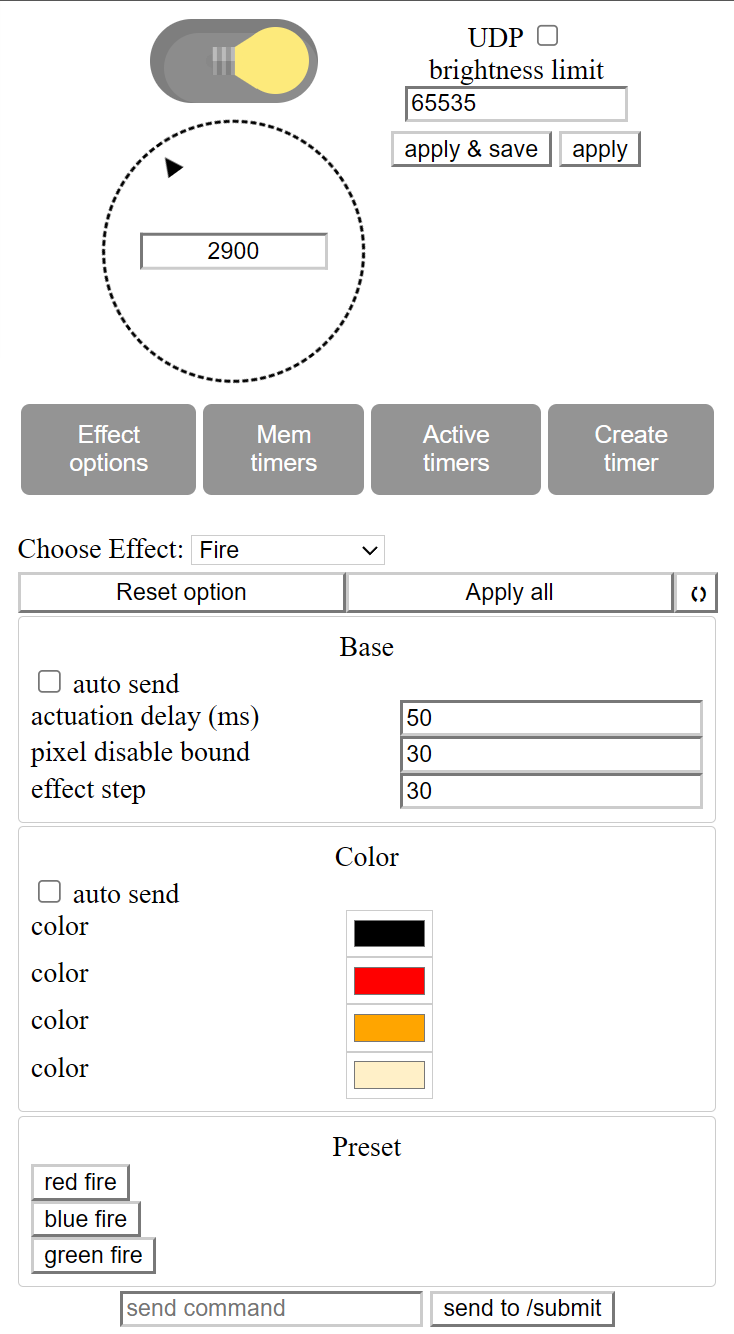 UDP
brightness limit
65535
apply & save apply
2900
Effect options
Mem timers
Active timers
Create timer
Choose Effect: Fire
Reset option Apply all
Base
auto send
actuation delay (ms) 50
pixel disable bound 30
effect step 30
Color
auto send
color
color
color
color
Preset
red fire
blue fire
green fire
send command send to /submit